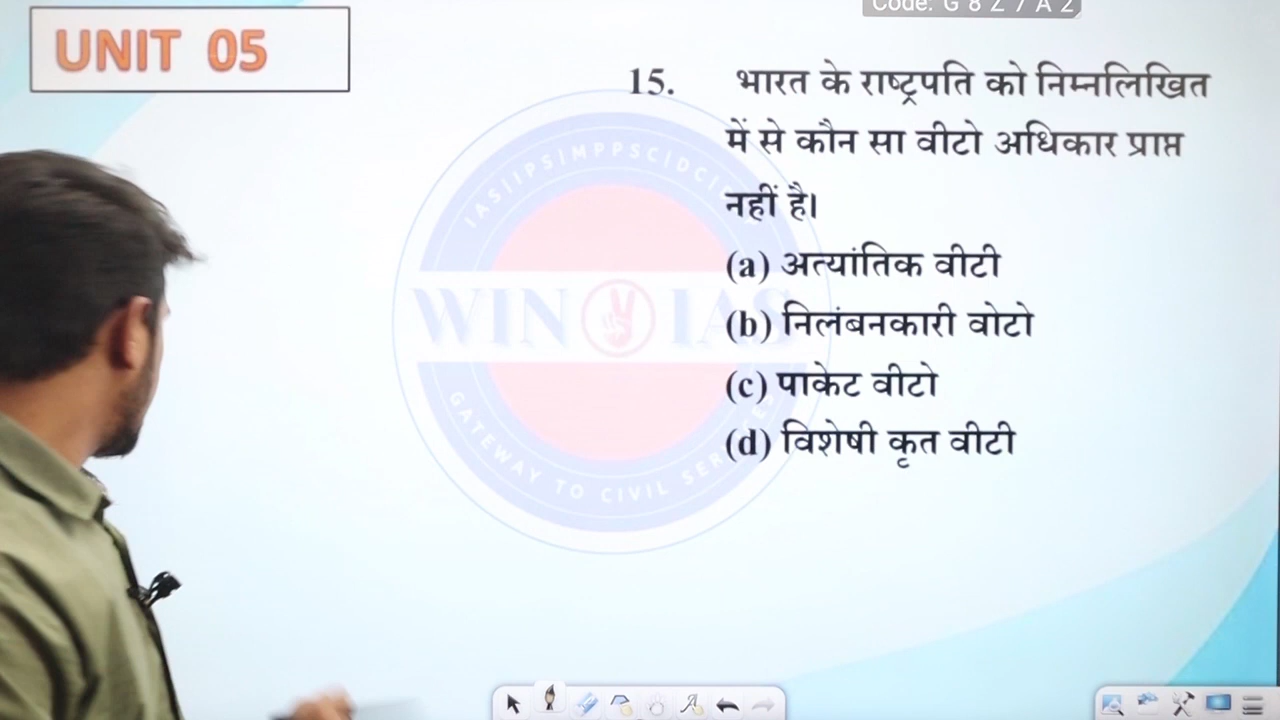 Code: G 8 Z 7 A 2
UNIT 05
15. भारत के राष्ट्रपति को निम्नलिखित
में से कौन सा वीटो अधिकार प्राप्त
नहीं है।
(a) अत्यांतिक वीटी
(b) निलंबनकारी वोटो
(c) पाकेट वीटो
(d) विशेषी कृत वीटी
WIN IAS
GATEWAY TO CIVIL SER